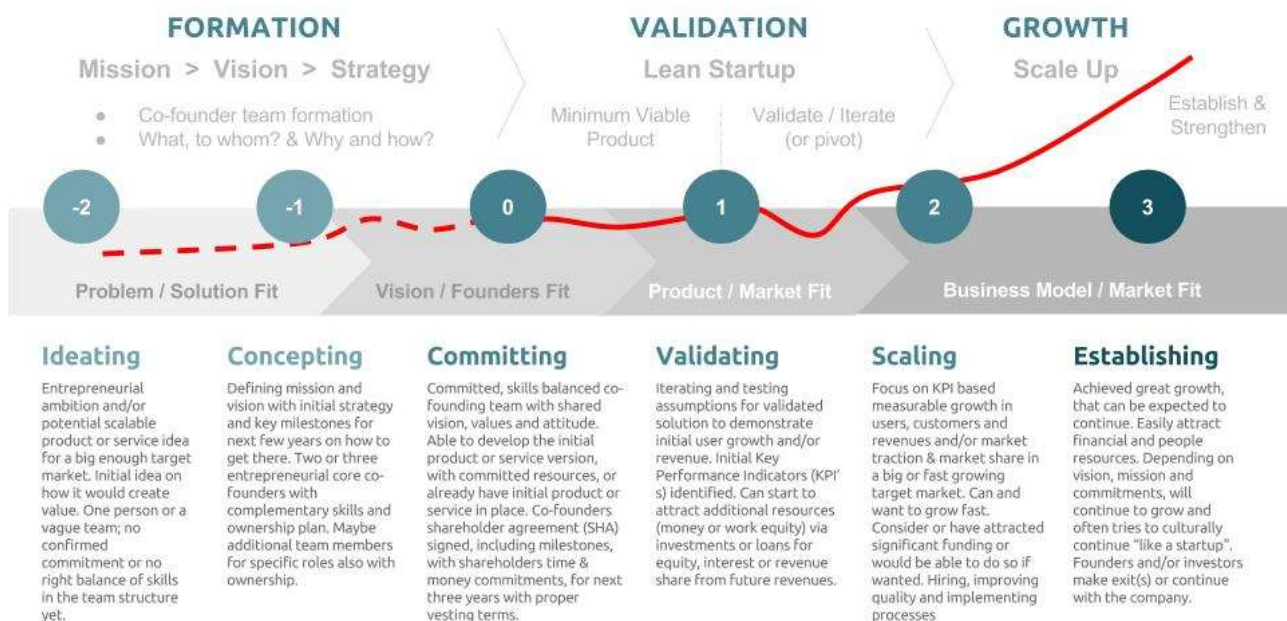 FORMATION
Mission > Vision > Strategy
● Co-founder team formation
● What, to whom? & Why and how?
VALIDATION
Lean Startup
Minimum Viable
Product
Validate / Iterate
(or pivot)
GROWTH
Scale Up
Establish &
Strengthen
-2
-1
0
1
2
3
Problem / Solution Fit
Vision / Founders Fit
Product / Market Fit
Business Model / Market Fit
Ideating
Entrepreneurial
ambition and/or
potential scalable
product or service idea
for a big enough target
market. Initial idea on
how it would create
value. One person or a
vague team; no
confirmed
commitment or no
right balance of skills
in the team structure
yet.
Concepting
Defining mission and
vision with initial strategy
and key milestones for
next few years on how to
get there. Two or three
entrepreneurial core co-
founders with
complementary skills and
ownership plan. Maybe
additional team members
for specific roles also with
ownership.
Committing
Committed, skills balanced co-
founding team with shared
vision, values and attitude.
Able to develop the initial
product or service version,
with committed resources, or
already have initial product or
service in place. Co-founders
shareholder agreement (SHA)
signed, including milestones,
with shareholders time &
money commitments, for next
three years with proper
vesting terms.
Validating
Iterating and testing
assumptions for validated
solution to demonstrate
initial user growth and/or
revenue. Initial Key
Performance Indicators (KPI'
s) identified. Can start to
attract additional resources
(money or work equity) via
investments or loans for
equity, interest or revenue
share from future revenues.
Scaling
Focus on KPI based
measurable growth in
users, customers and
revenues and/or market
traction & market share in
a big or fast growing
target market. Can and
want to grow fast.
Consider or have attracted
significant funding or
would be able to do so if
wanted. Hiring, improving
quality and implementing
processes
Establishing
Achieved great growth,
that can be expected to
continue. Easily attract
financial and people
resources. Depending on
vision, mission and
commitments, will
continue to grow and
often tries to culturally
continue "like a startup".
Founders and/or investors
make exit(s) or continue
with the company.